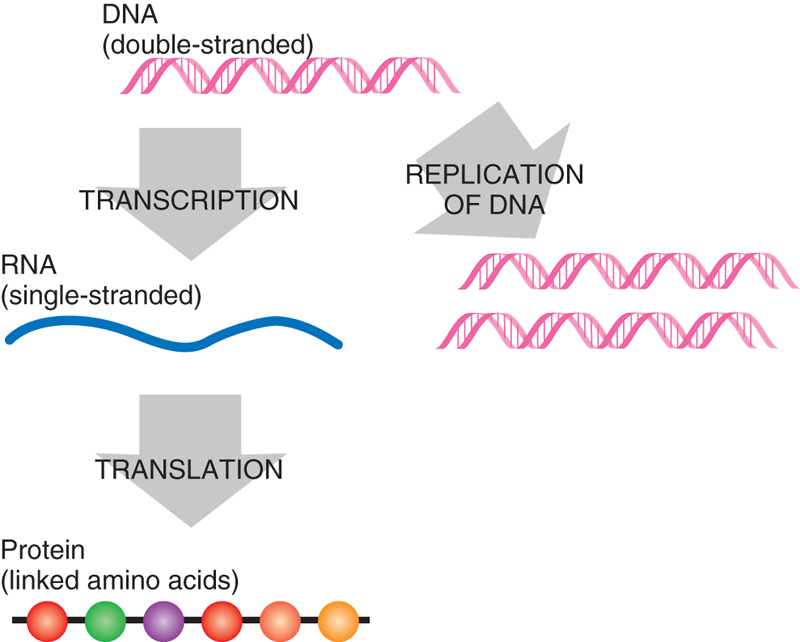 DNA
(double-stranded)
TRANSCRIPTION
REPLICATION
OF DNA
RNA
(single-stranded)
TRANSLATION
Protein
(linked amino acids)